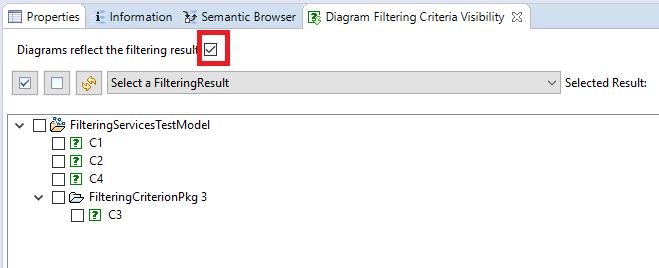 Properties Information Semantic Browser Diagram Filtering Criteria Visibility
Diagrams reflect the filtering result
Select a FilteringResult Selected Result:
FilteringServicesTestModel
C1
C2
C4
FilteringCriterionPkg 3
C3